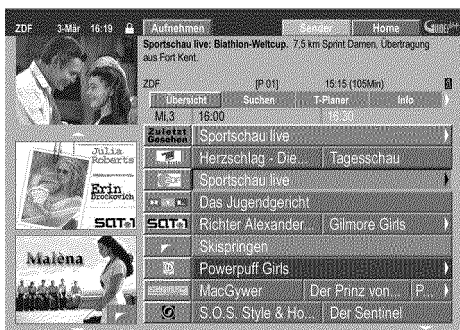 ZDF 3-Mär 16:19 Aufnehmen Sender Home
Sportschau live: Biathlon-Weltcup. 7,5 km Sprint Damen, Übertragung
aus Fort Kent.
ZDF [P 01] 15:15 (105Min)
Übersicht Suchen T-Planer Info
Mi,3 16:00 16:30
Zuletzt
Gesehen
Sportschau live
Herzschlag - Die... Tagesschau
Sportschau live
Das Jugendgericht
SAT.1 Richter Alexander... Gilmore Girls
Skispringen
Powerpuff Girls
MacGywer Der Prinz von... P...
S.O.S. Style & Ho... Der Sentinel
Julia
Roberts
Erin
Brockovich
SAT.1
Malèna